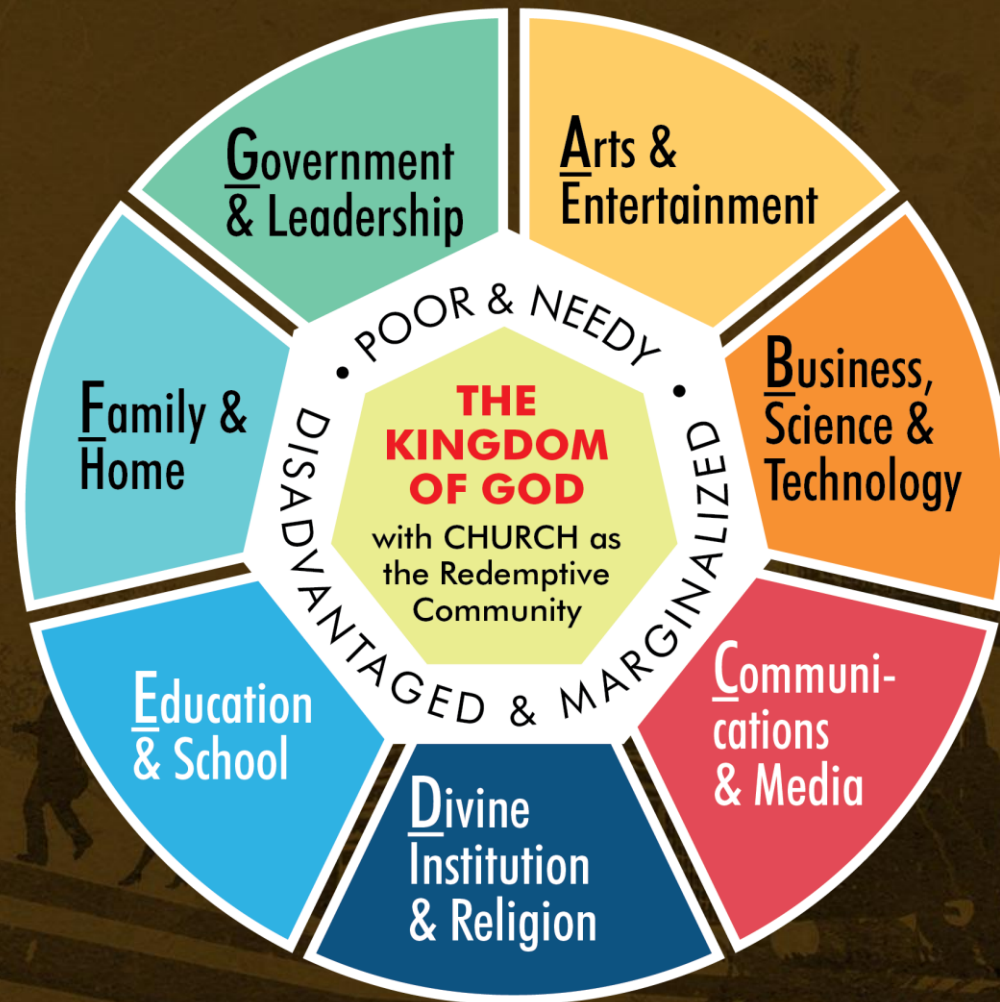 Government
& Leadership
Arts &
Entertainment
Business,
Science &
Technology
Communi-
cations
& Media
Divine
Institution
& Religion
Education
& School
Family &
Home
• POOR & NEEDY •
DISADVANTAGED & MARGINALIZED
THE
KINGDOM
OF GOD
with CHURCH as
the Redemptive
Community